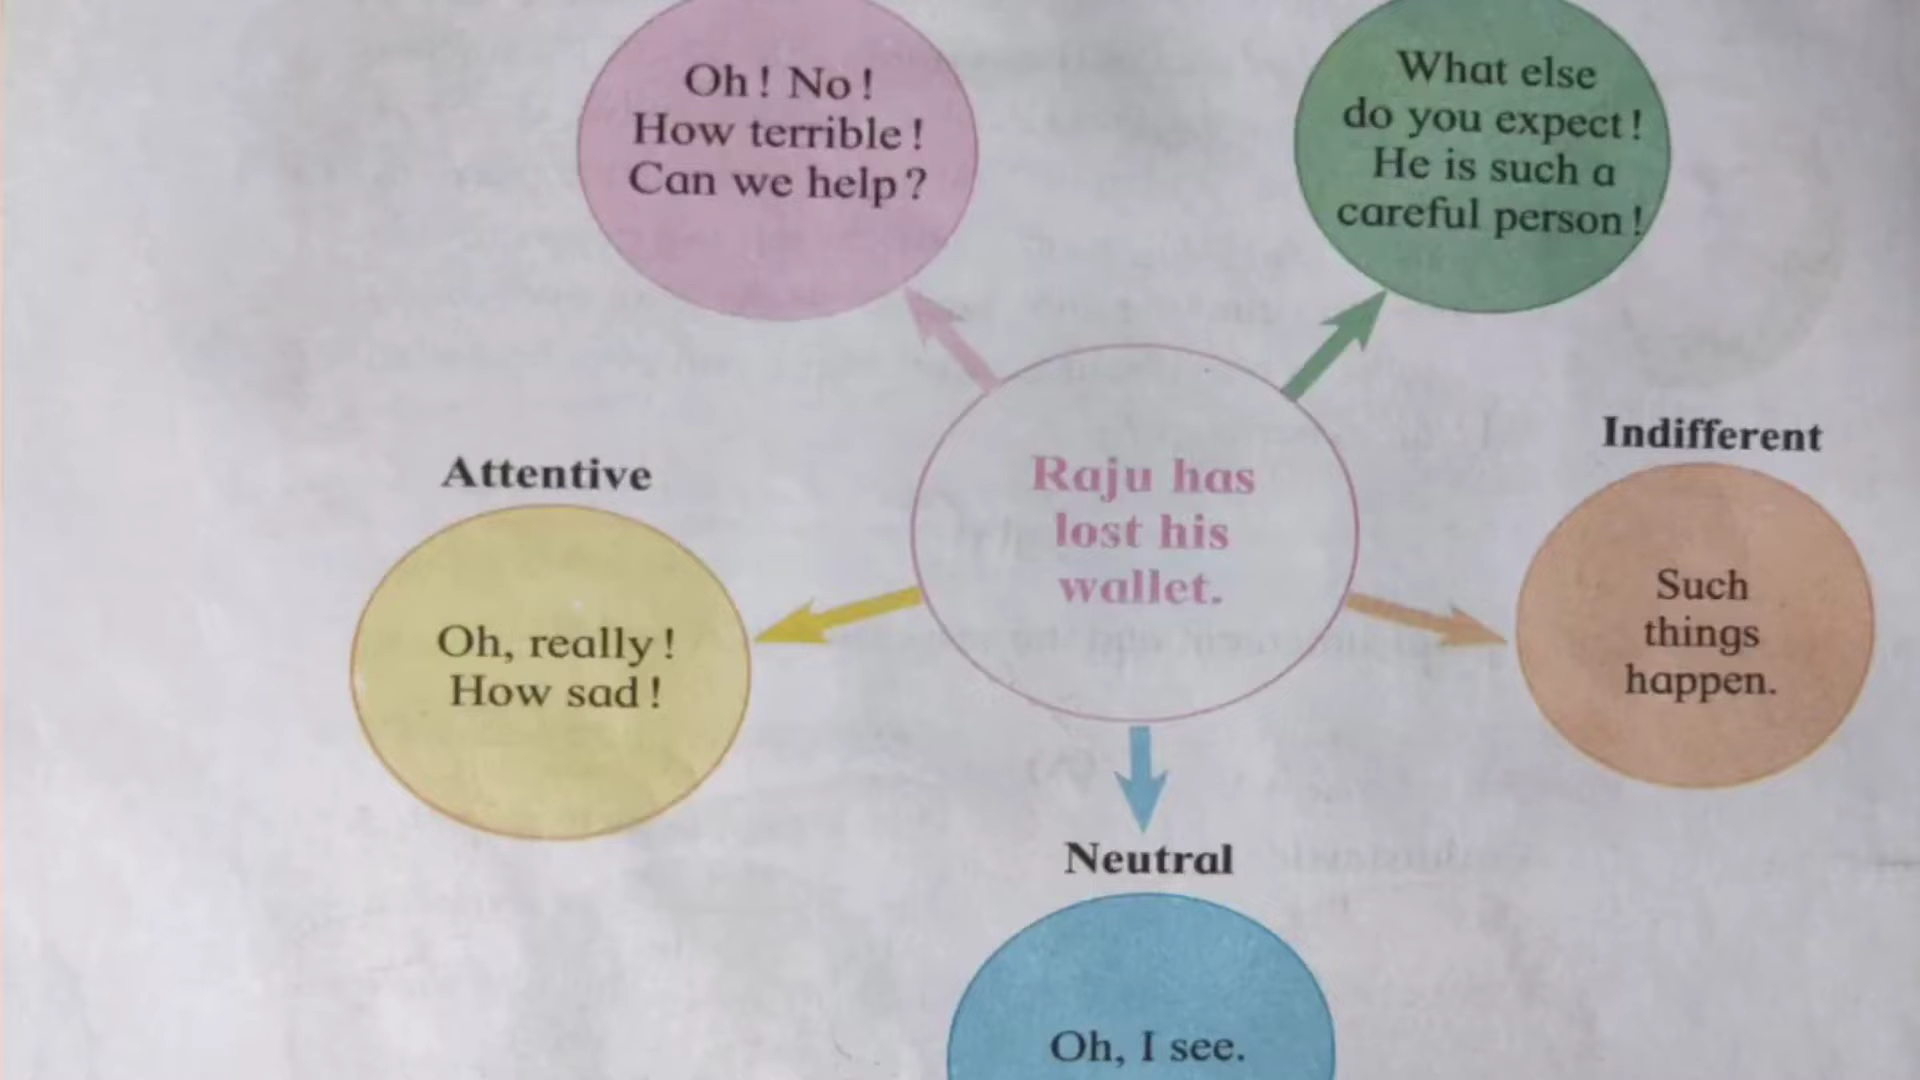 Oh! No!
How terrible!
Can we help?
What else
do you expect!
He is such a
careful person!
Attentive
Oh, really!
How sad!
Raju has
lost his
wallet.
Indifferent
Such
things
happen.
Neutral
Oh, I see.